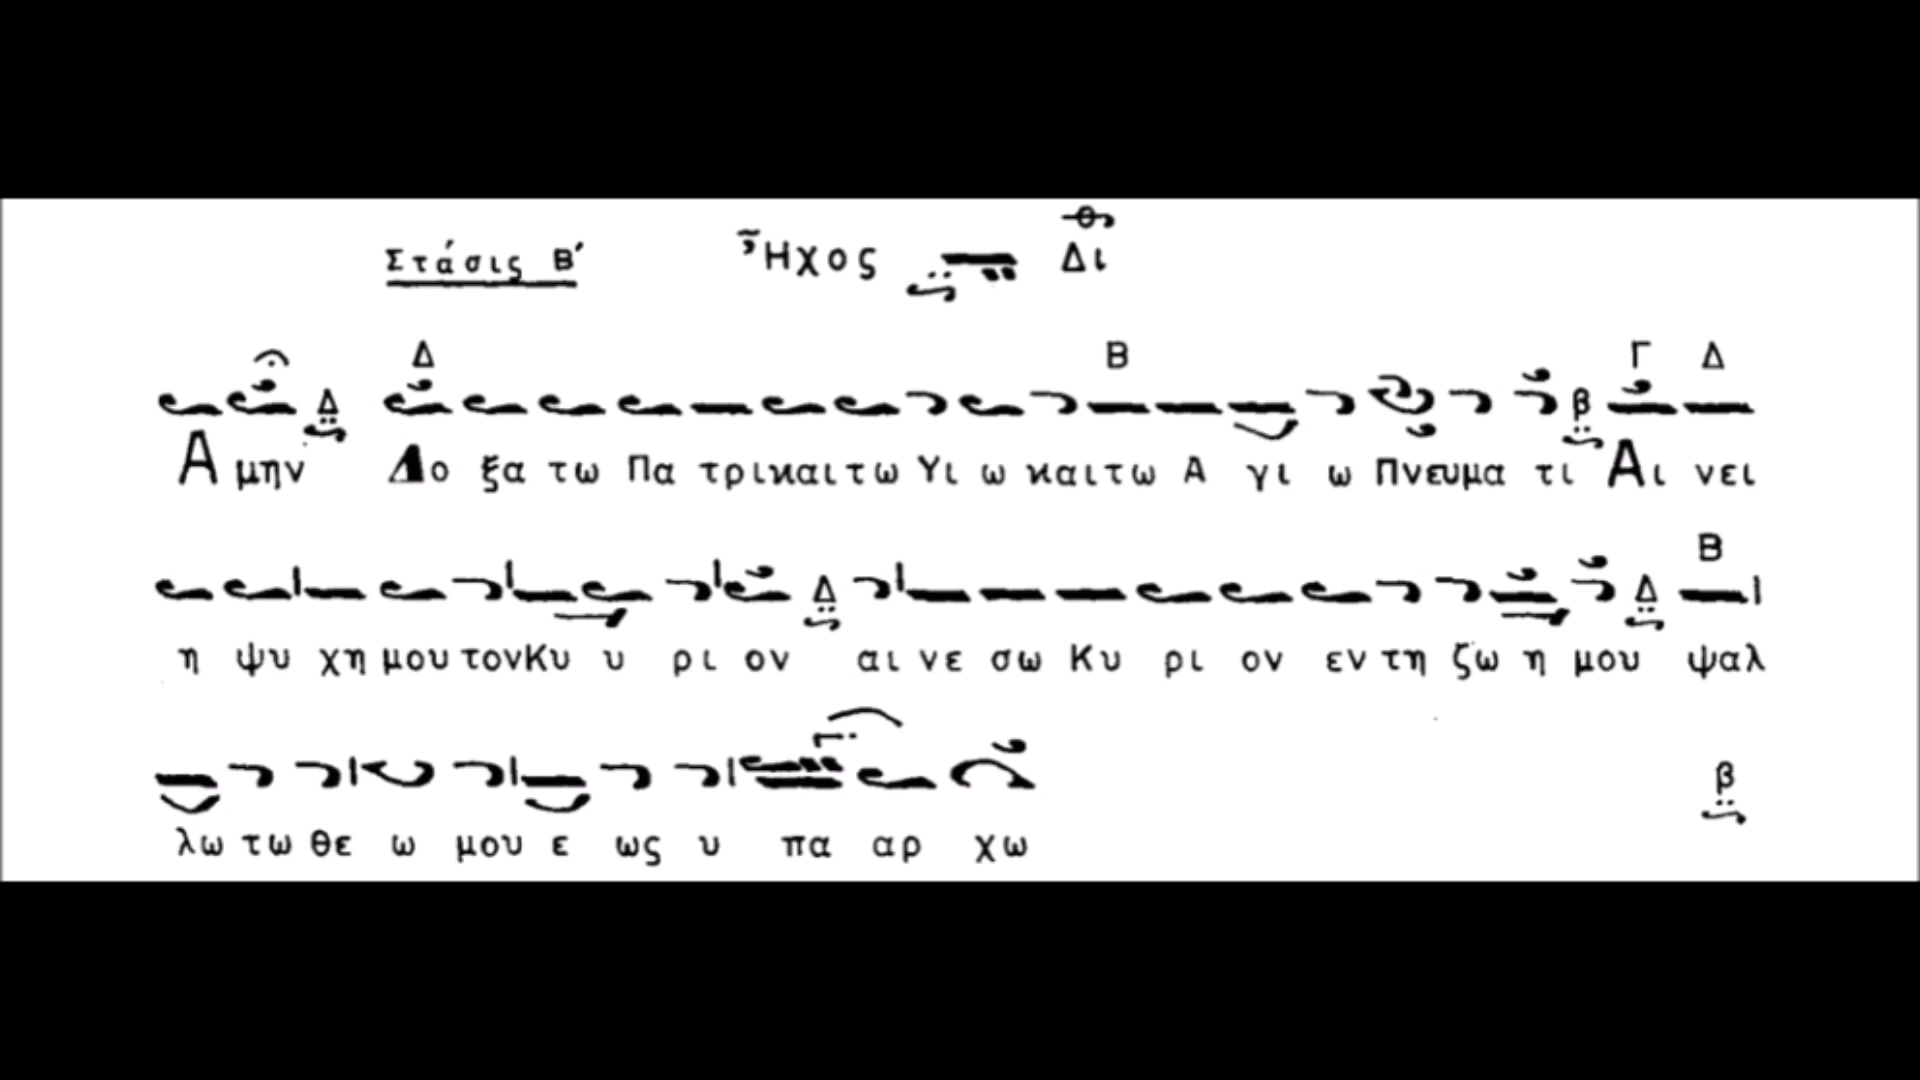 Στάσις Β΄ Ἦχος Δι
Δ Β Γ Δ
Δ β
Α μην Δο ξα τω Πα τρι και τω Υι ω και τω Α γι ω Πνευμα τι Αι νει
Β
Δ Δ
η ψυ χη μου τον Κυ υ ρι ον αι νε σω Κυ ρι ον εν τη ζω η μου ψαλ
β
λω τω θε ω μου ε ως υ πα αρ χω